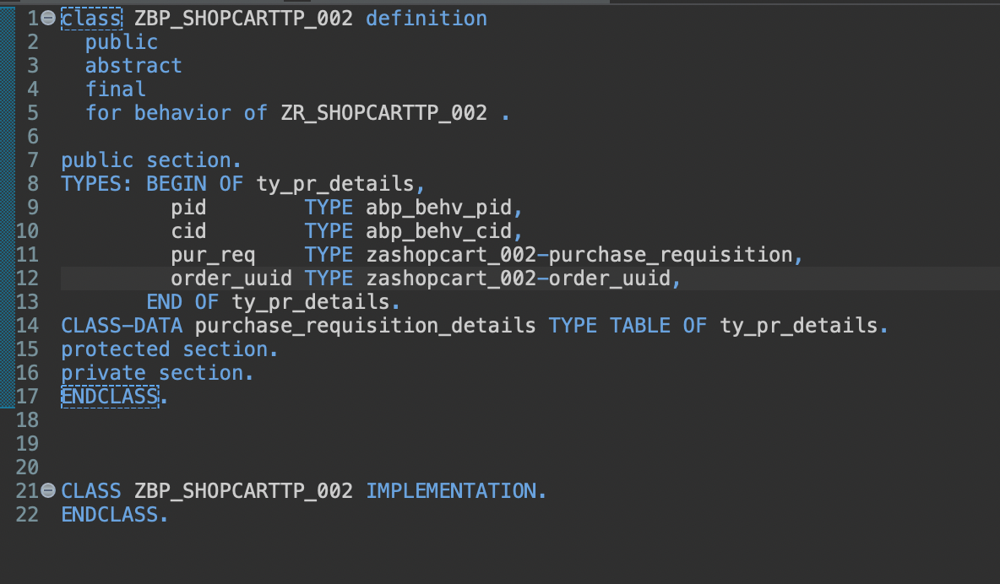 1 class ZBP_SHOPCARTTP_002 definition
2 public
3 abstract
4 final
5 for behavior of ZR_SHOPCARTTP_002 .
6
7 public section.
8 TYPES: BEGIN OF ty_pr_details,
9 pid TYPE abp_behv_pid,
10 cid TYPE abp_behv_cid,
11 pur_req TYPE zashopcart_002-purchase_requisition,
12 order_uuid TYPE zashopcart_002-order_uuid,
13 END OF ty_pr_details.
14 CLASS-DATA purchase_requisition_details TYPE TABLE OF ty_pr_details.
15 protected section.
16 private section.
17 ENDCLASS.
18
19
20
21 CLASS ZBP_SHOPCARTTP_002 IMPLEMENTATION.
22 ENDCLASS.